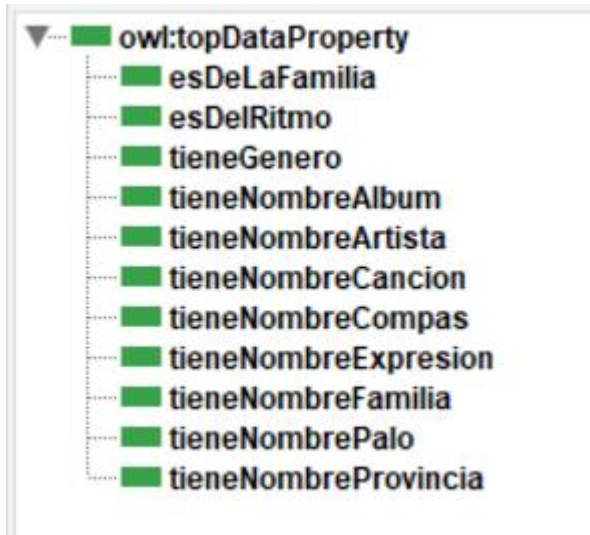 owl:topDataProperty
esDeLaFamilia
esDelRitmo
tieneGenero
tieneNombreAlbum
tieneNombreArtista
tieneNombreCancion
tieneNombreCompas
tieneNombreExpresion
tieneNombreFamilia
tieneNombrePalo
tieneNombreProvincia